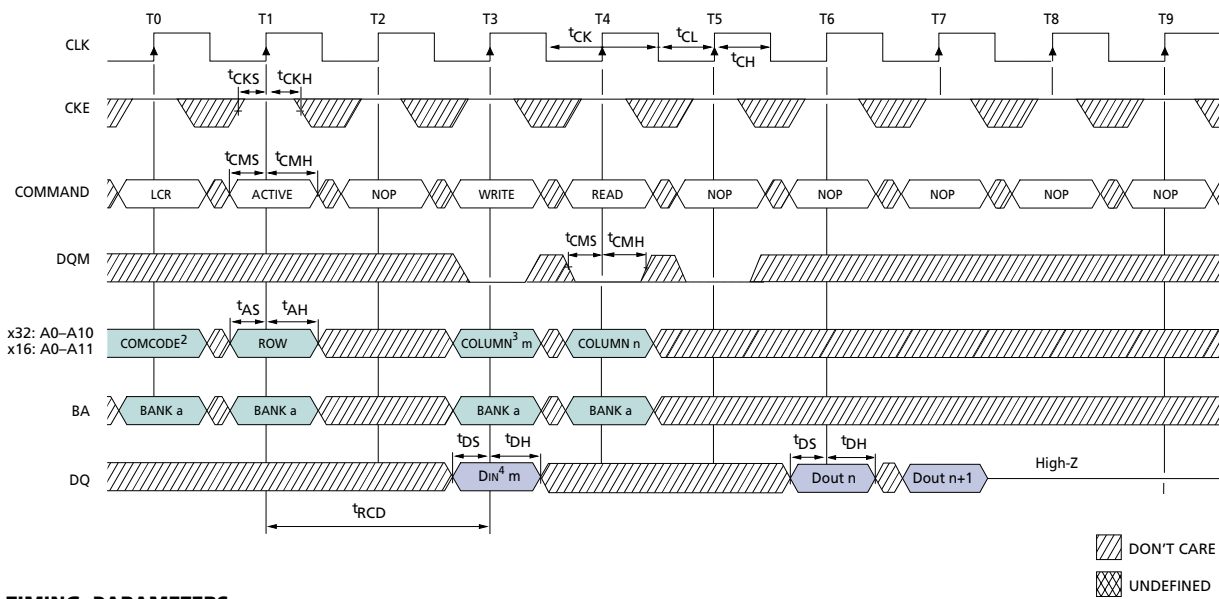 T0 T1 T2 T3 T4 T5 T6 T7 T8 T9
CLK tCK tCL tCH
tCKS tCKH
CKE
tCMS tCMH
COMMAND LCR ACTIVE NOP WRITE READ NOP NOP NOP NOP NOP
tCMS tCMH
DQM
tAS tAH
x32: A0–A10
x16: A0–A11
COMCODE2 ROW COLUMN3 m COLUMN n
BA BANK a BANK a BANK a BANK a
tDS tDH tDS tDH
DQ DIN4 m Dout n Dout n+1 High-Z
tRCD
DON'T CARE
UNDEFINED
TIMING PARAMETERS